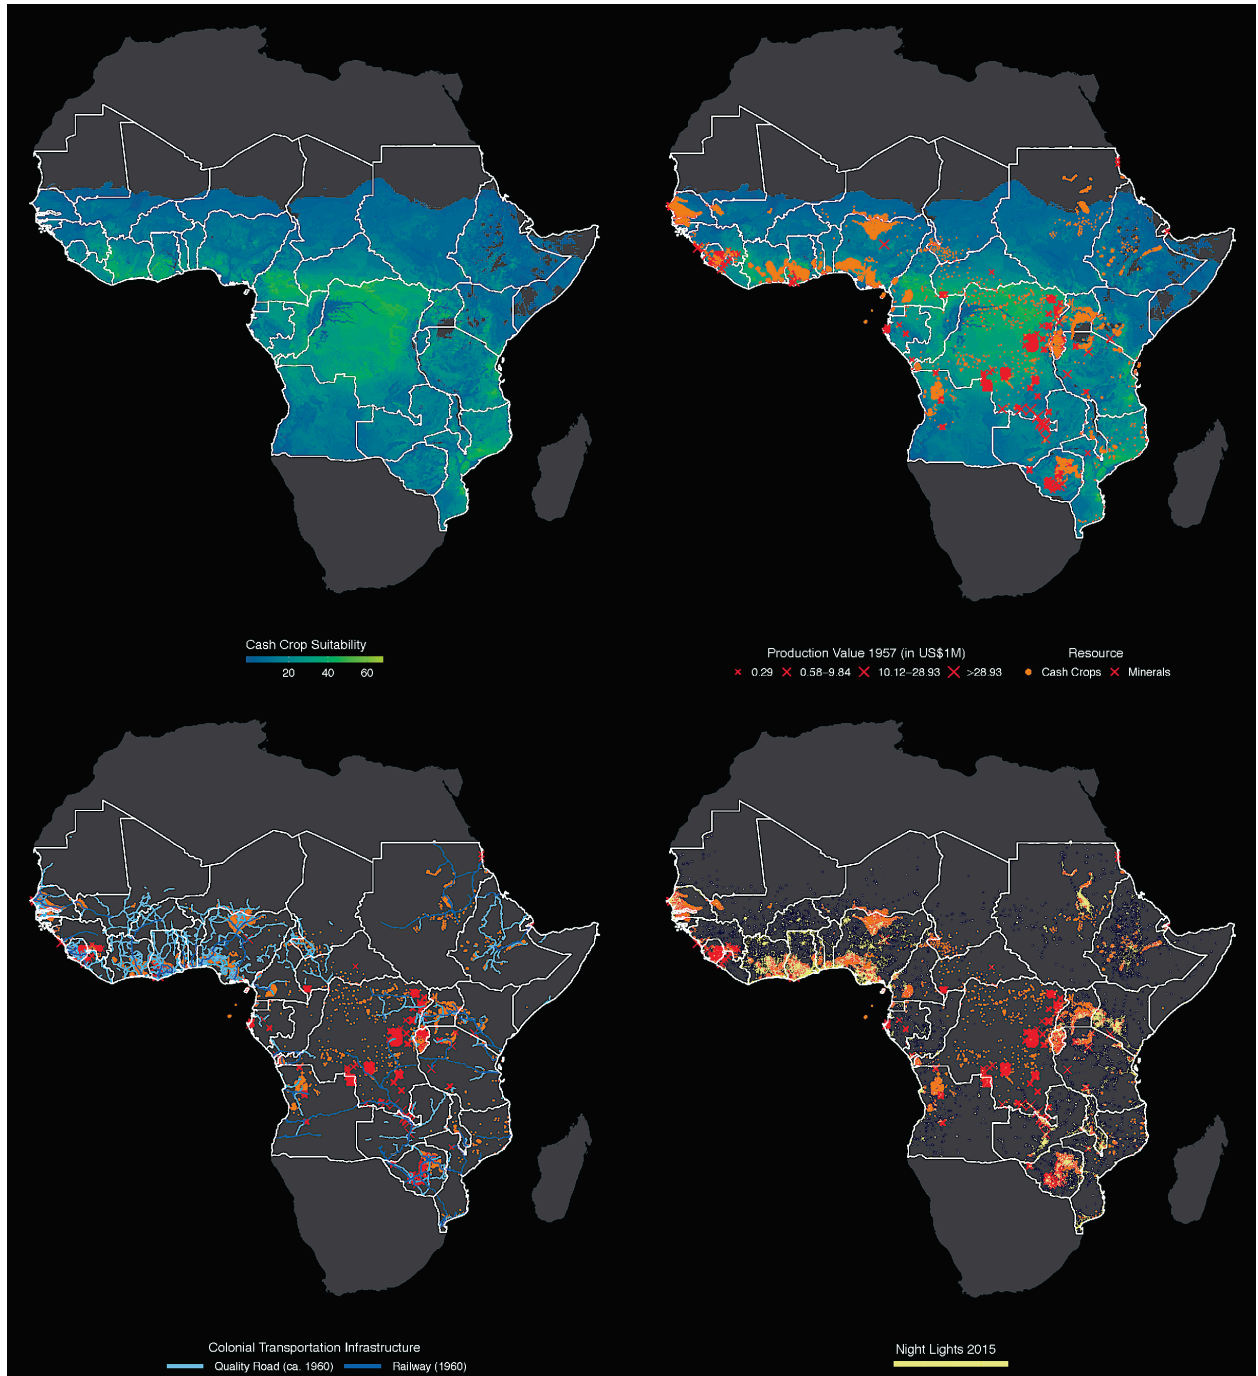 Cash Crop Suitability
20 40 60
Production Value 1957 (in US$1M)
× 0.29 × 0.58–9.84 × 10.12–28.93 × >28.93
Resource
Cash Crops × Minerals
Colonial Transportation Infrastructure
Quality Road (ca. 1960) Railway (1960)
Night Lights 2015